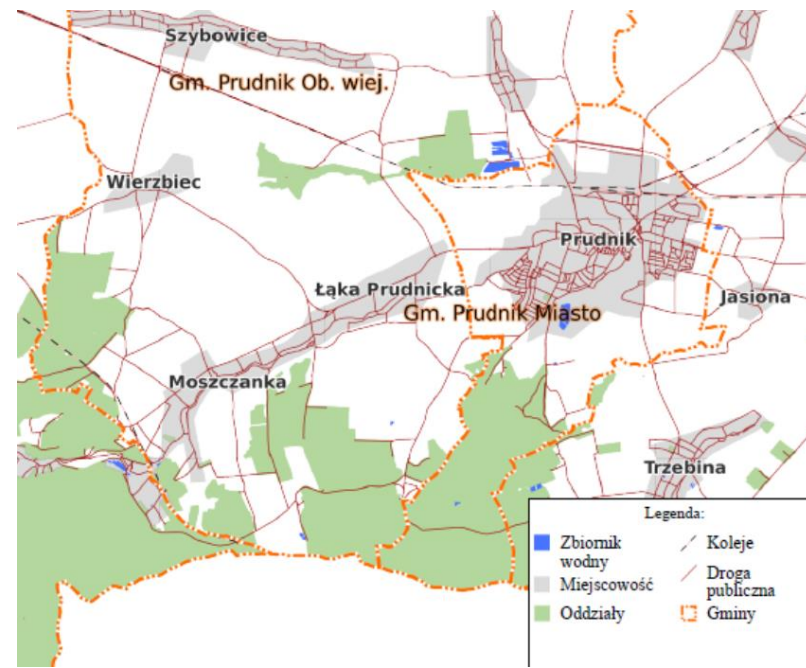 Szybowice
Gm. Prudnik Ob. wiej.
Wierzbiec
Prudnik
Łąka Prudnicka
Jasiona
Gm. Prudnik Miasto
Moszczanka
Trzebina
Legenda:
Zbiornik
wodny
Koleje
Miejscowość
Droga
publiczna
Oddziały
Gminy